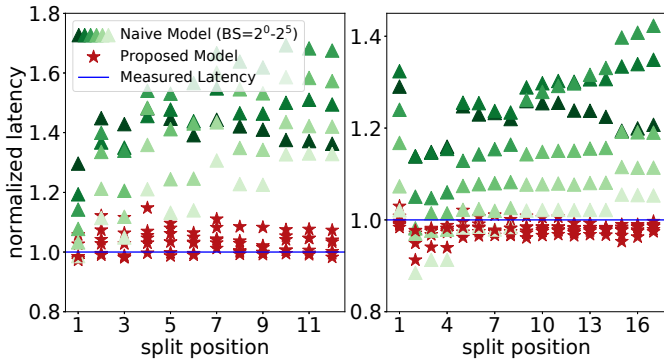 1.8
1.6
1.4
1.2
1.0
0.8
normalized latency
Naive Model (BS=2⁰-2⁵)
Proposed Model
Measured Latency
1 3 5 7 9 11
split position
1.4
1.2
1.0
0.8
1 4 7 10 13 16
split position